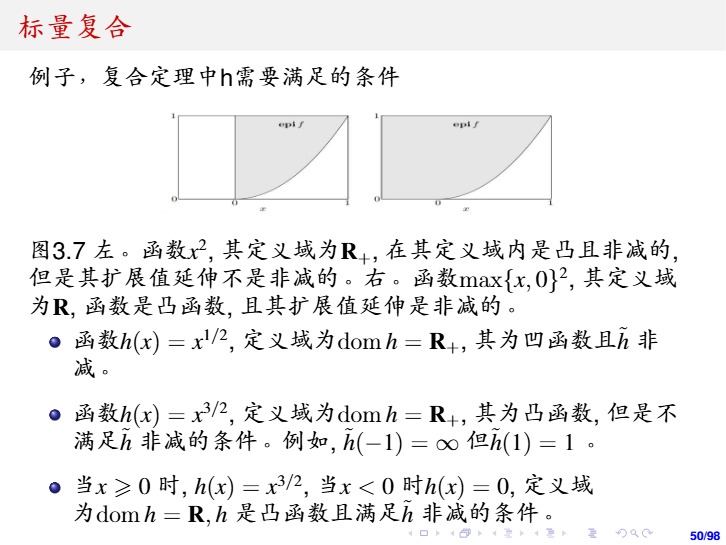 标量复合
例子，复合定理中h需要满足的条件
1
epi f
0
0
1
x
1
epi f
0
0
1
x
图3.7 左。函数x², 其定义域为R₊, 在其定义域内是凸且非减的,
但是其扩展值延伸不是非减的。右。函数max{x, 0}², 其定义域
为R, 函数是凸函数, 且其扩展值延伸是非减的。
函数h(x) = x^{1/2}, 定义域为dom h = R₊, 其为凹函数且h̃ 非
减。
函数h(x) = x^{3/2}, 定义域为dom h = R₊, 其为凸函数, 但是不
满足h̃ 非减的条件。例如, h̃(−1) = ∞ 但h̃(1) = 1 。
当x ⩾ 0 时, h(x) = x^{3/2}, 当x < 0 时h(x) = 0, 定义域
为dom h = R, h 是凸函数且满足h̃ 非减的条件。
50/98